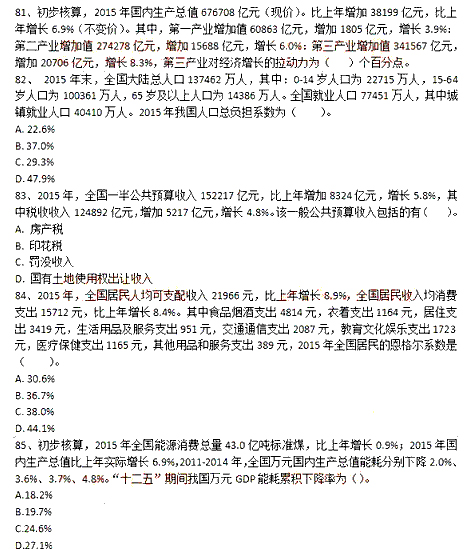 81、初步核算，2015年国内生产总值 676708 亿元（现价）。比上年增加 38199 亿元，比上
年增长 6.9%（不变价）。其中，第一产业增加值 60863 亿元，增加 1805 亿元，增长 3.9%：
第二产业增加值 274278 亿元，增加 15688 亿元，增长 6.0%：第三产业增加值 341567 亿元，
增加 20706 亿元，增长 8.3%，第三产业对经济增长的拉动力为（ ）个百分点。
82、 2015 年末，全国大陆总人口 137462 万人，其中：0-14 岁人口为 22715 万人，15-64
岁人口为 100361 万人，65 岁及以上人口为 14386 万人。全国就业人口 77451 万人，其中城
镇就业人口 40410 万人。2015 年我国人口总负担系数为（ ）。
A. 22.6%
B. 37.0%
C. 29.3%
D. 47.9%
83、2015 年，全国一半公共预算收入 152217 亿元，比上年增加 8324 亿元，增长 5.8%，其
中税收收入 124892 亿元，增加 5217 亿元，增长 4.8%。该一般公共预算收入包括的有（ ）。
A. 房产税
B. 印花税
C. 罚没收入
D. 国有土地使用权出让收入
84、2015 年，全国居民人均可支配收入 21966 元，比上年增长 8.9%，全国居民收入均消费
支出 15712 元，比上年增长 8.4%。其中食品烟酒支出 4814 元，衣着支出 1164 元，居住支
出 3419 元，生活用品及服务支出 951 元，交通通信支出 2087 元，教育文化娱乐支出 1723
元，医疗保健支出 1165 元，其他用品和服务支出 389 元，2015 年全国居民的恩格尔系数是
（ ）。
A. 30.6%
B. 36.7%
C. 38.0%
D. 44.1%
85、初步核算，2015 年全国能源消费总量 43.0 亿吨标准煤，比上年增长 0.9%；2015 年国
内生产总值比上年实际增长 6.9%，2011-2014 年，全国万元国内生产总值能耗分别下降 2.0%、
3.6%、3.7%、4.8%。“十二五”期间我国万元 GDP 能耗累积下降率为（）。
A.18.2%
B.19.7%
C.24.6%
D.27.1%